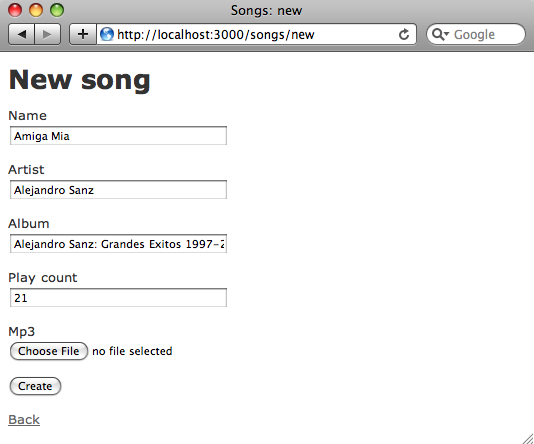 Songs: new
http://localhost:3000/songs/new
Google
New song
Name
Amiga Mia
Artist
Alejandro Sanz
Album
Alejandro Sanz: Grandes Exitos 1997-2
Play count
21
Mp3
Choose File no file selected
Create
Back